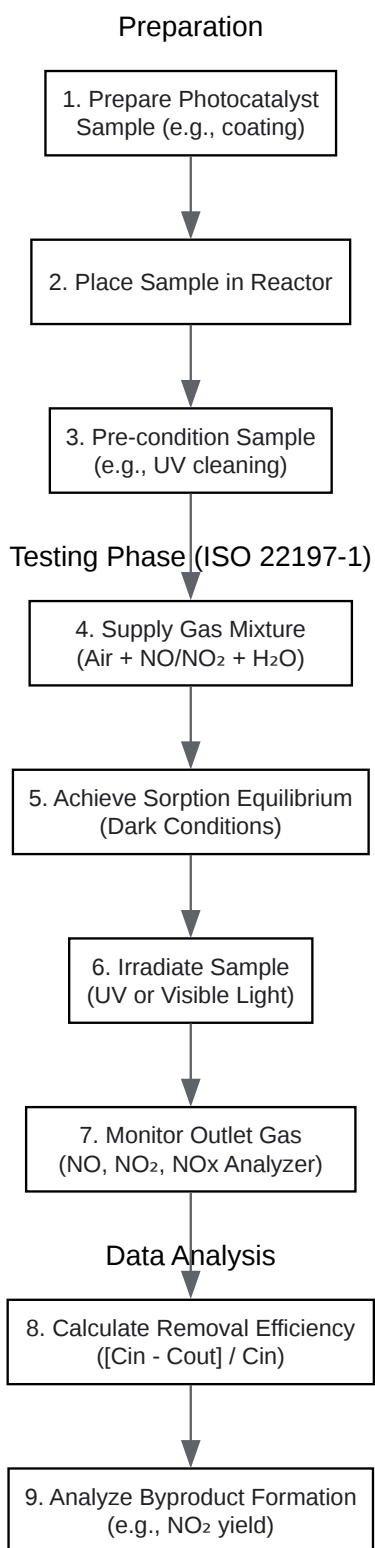 Preparation
1. Prepare Photocatalyst
Sample (e.g., coating)
2. Place Sample in Reactor
3. Pre-condition Sample
(e.g., UV cleaning)
Testing Phase (ISO 22197-1)
4. Supply Gas Mixture
(Air + NO/NO₂ + H₂O)
5. Achieve Sorption Equilibrium
(Dark Conditions)
6. Irradiate Sample
(UV or Visible Light)
7. Monitor Outlet Gas
(NO, NO₂, NOx Analyzer)
Data Analysis
8. Calculate Removal Efficiency
([Cin - Cout] / Cin)
9. Analyze Byproduct Formation
(e.g., NO₂ yield)